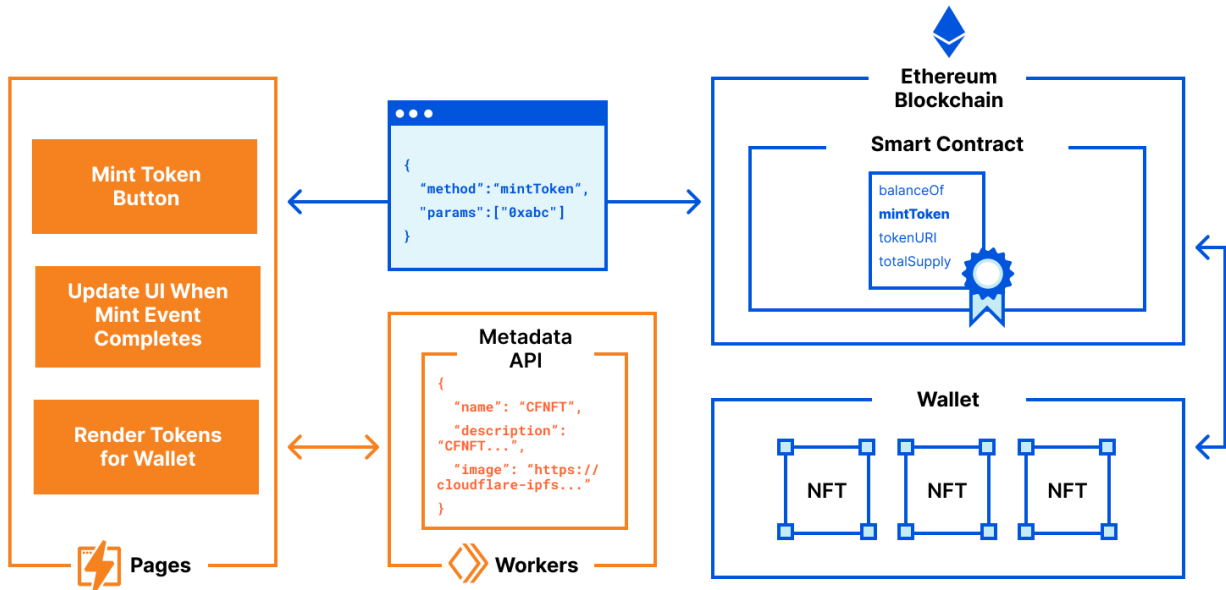 Mint Token
Button
Update UI When
Mint Event
Completes
Render Tokens
for Wallet
Pages
{
“method":“mintToken”,
“params":["0xabc"]
}
Metadata
API
{
“name”: “CFNFT”,
“description”:
“CFNFT...”,
“image”: “https://
cloudflare-ipfs...”
}
Workers
Ethereum
Blockchain
Smart Contract
balanceOf
mintToken
tokenURI
totalSupply
Wallet
NFT
NFT
NFT